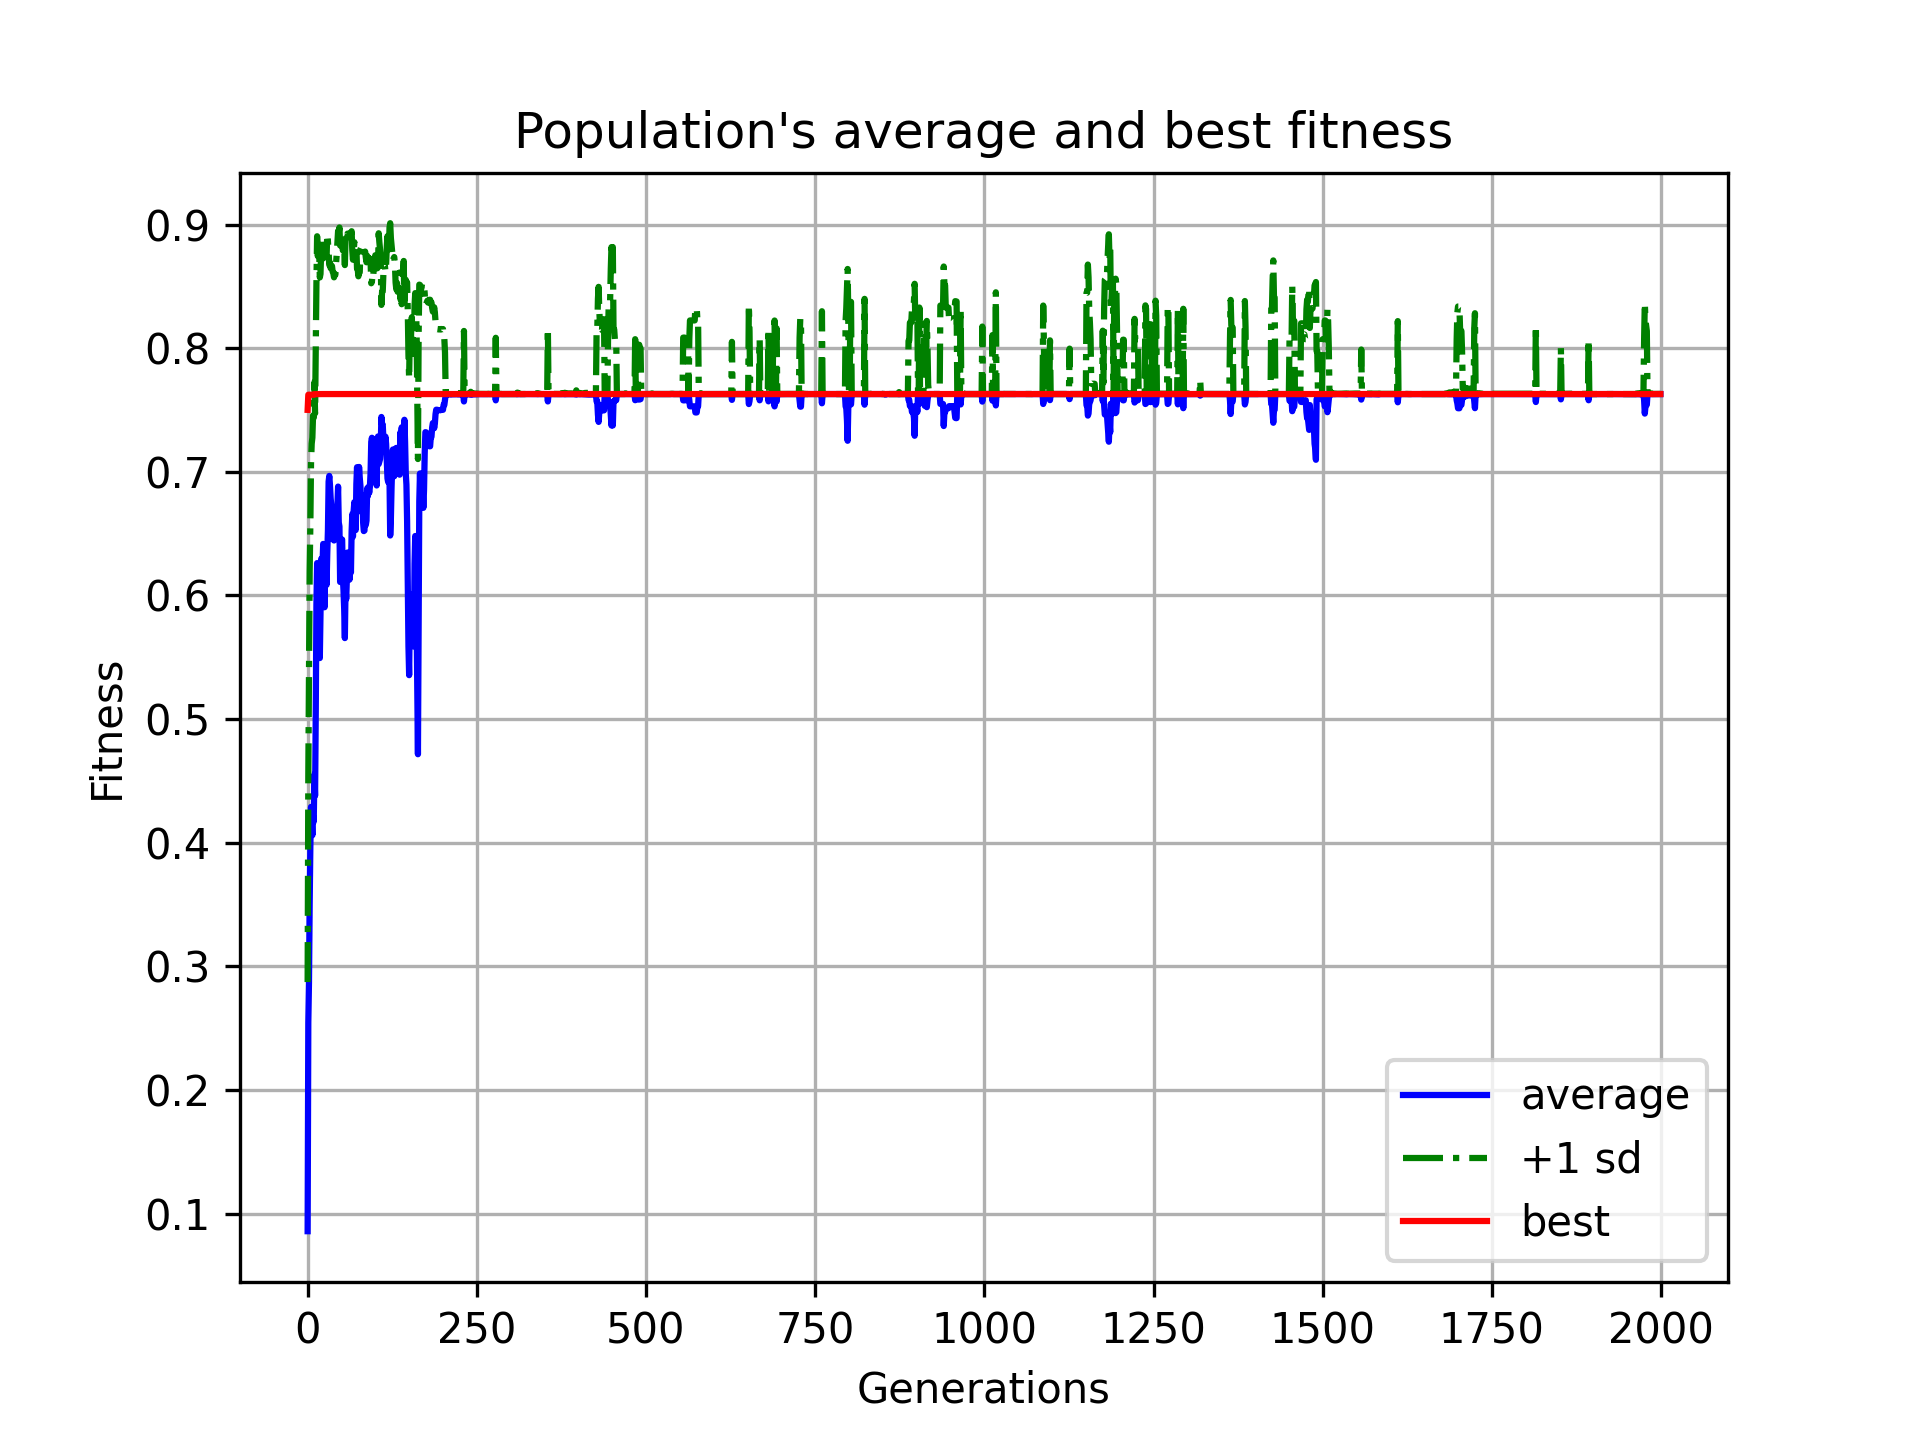 Population's average and best fitness
0.9
0.8
0.7
0.6
0.5
0.4
0.3
0.2
0.1
Fitness
average
+1 sd
best
0 250 500 750 1000 1250 1500 1750 2000
Generations